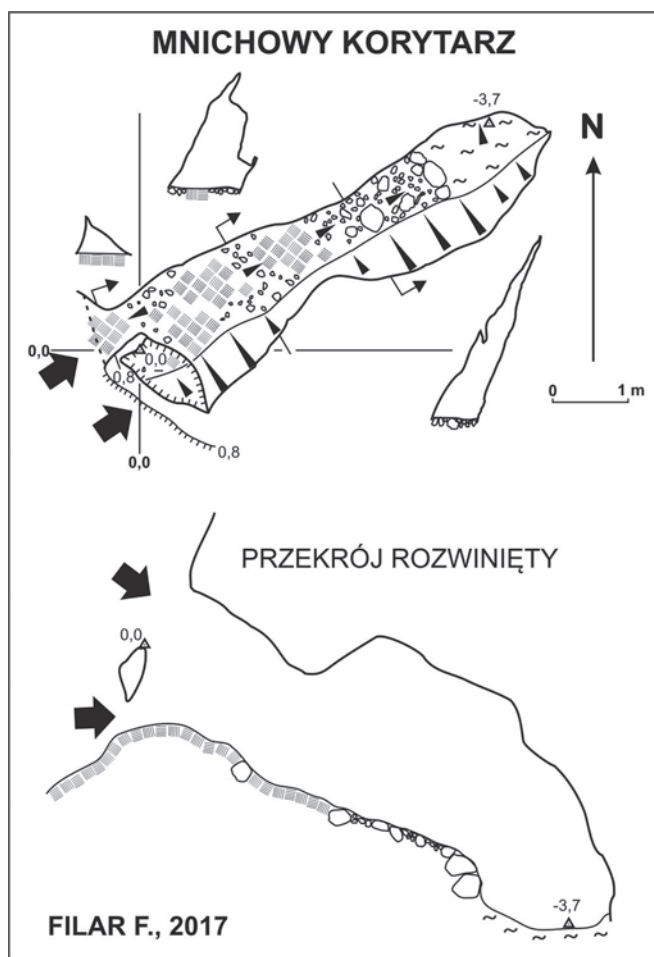 MNICHOWY KORYTARZ
-3,7
N
0,0
0,0
0,8
0 1 m
0,8
0,0
PRZEKRÓJ ROZWINIĘTY
0,0
-3,7
FILAR F., 2017